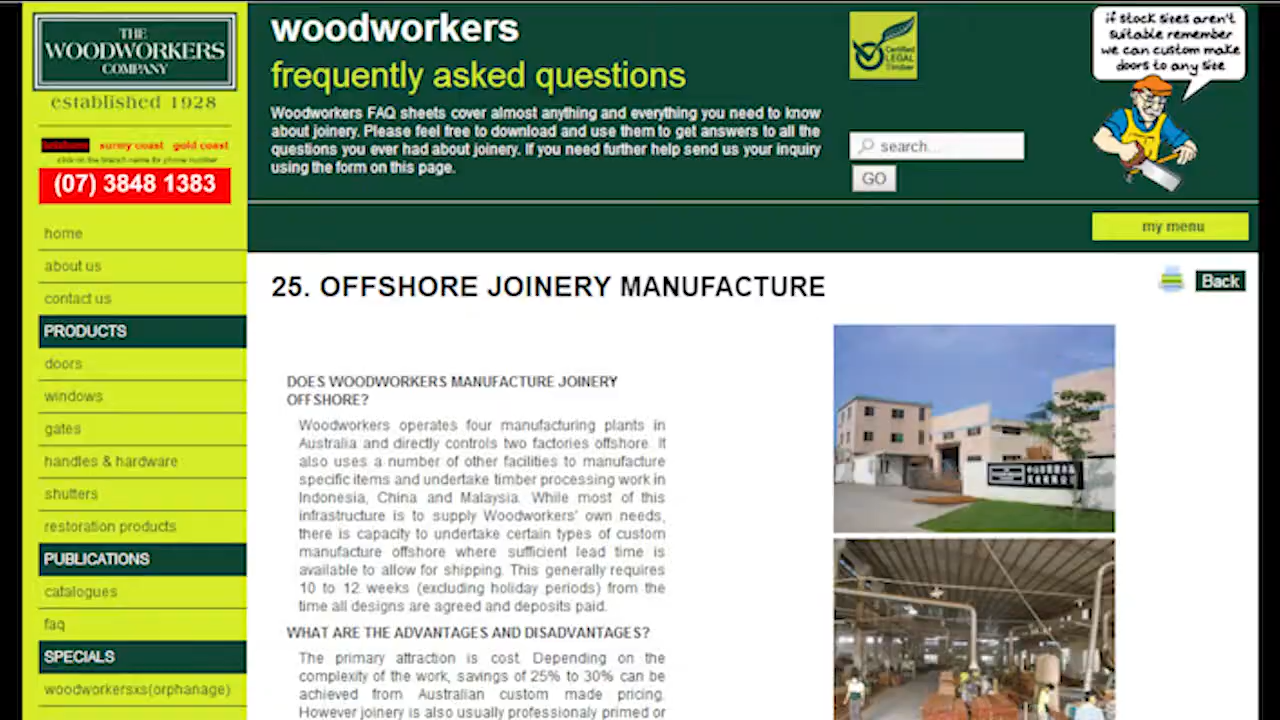 THE
WOODWORKERS
COMPANY
established 1928
brisbane sunny coast gold coast
click on the branch name for phone number
(07) 3848 1383
home
about us
contact us
PRODUCTS
doors
windows
gates
handles & hardware
shutters
restoration products
PUBLICATIONS
catalogues
faq
SPECIALS
woodworkersxs(orphanage)
woodworkers
frequently asked questions
Woodworkers FAQ sheets cover almost anything and everything you need to know
about joinery. Please feel free to download and use them to get answers to all the
questions you ever had about joinery. If you need further help send us your inquiry
using the form on this page.
Certified
LEGAL
Timber
search...
GO
if stock sizes aren't
suitable remember
we can custom make
doors to any size
my menu
25. OFFSHORE JOINERY MANUFACTURE
Back
DOES WOODWORKERS MANUFACTURE JOINERY
OFFSHORE?
Woodworkers operates four manufacturing plants in
Australia and directly controls two factories offshore. It
also uses a number of other facilities to manufacture
specific items and undertake timber processing work in
Indonesia, China and Malaysia. While most of this
infrastructure is to supply Woodworkers' own needs,
there is capacity to undertake certain types of custom
manufacture offshore where sufficient lead time is
available to allow for shipping. This generally requires
10 to 12 weeks (excluding holiday periods) from the
time all designs are agreed and deposits paid.
WHAT ARE THE ADVANTAGES AND DISADVANTAGES?
The primary attraction is cost. Depending on the
complexity of the work, savings of 25% to 30% can be
achieved from Australian custom made pricing.
However joinery is also usually professionaly primed or